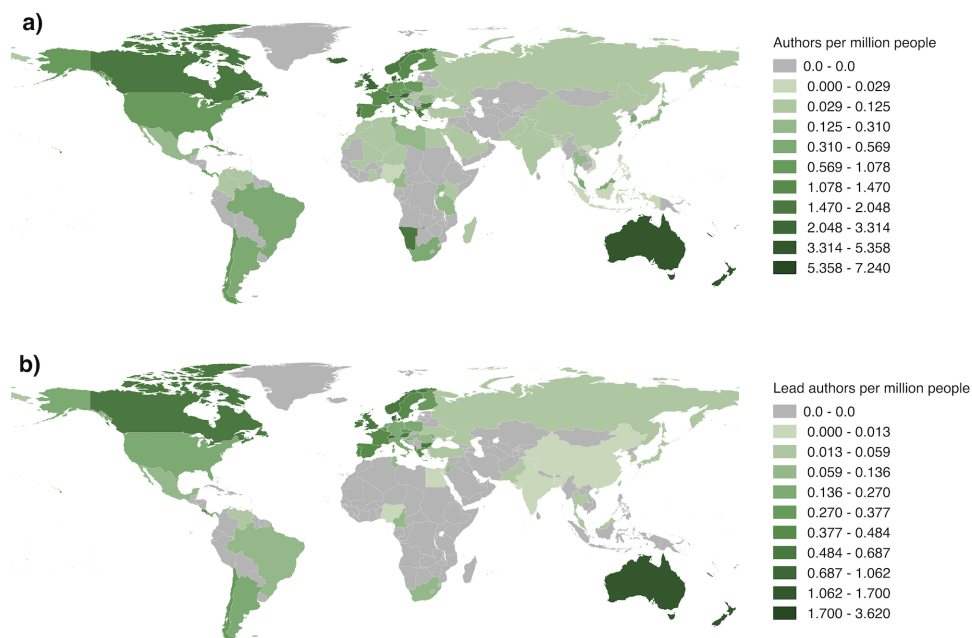 a)
Authors per million people
0.0 - 0.0
0.000 - 0.029
0.029 - 0.125
0.125 - 0.310
0.310 - 0.569
0.569 - 1.078
1.078 - 1.470
1.470 - 2.048
2.048 - 3.314
3.314 - 5.358
5.358 - 7.240
b)
Lead authors per million people
0.0 - 0.0
0.000 - 0.013
0.013 - 0.059
0.059 - 0.136
0.136 - 0.270
0.270 - 0.377
0.377 - 0.484
0.484 - 0.687
0.687 - 1.062
1.062 - 1.700
1.700 - 3.620